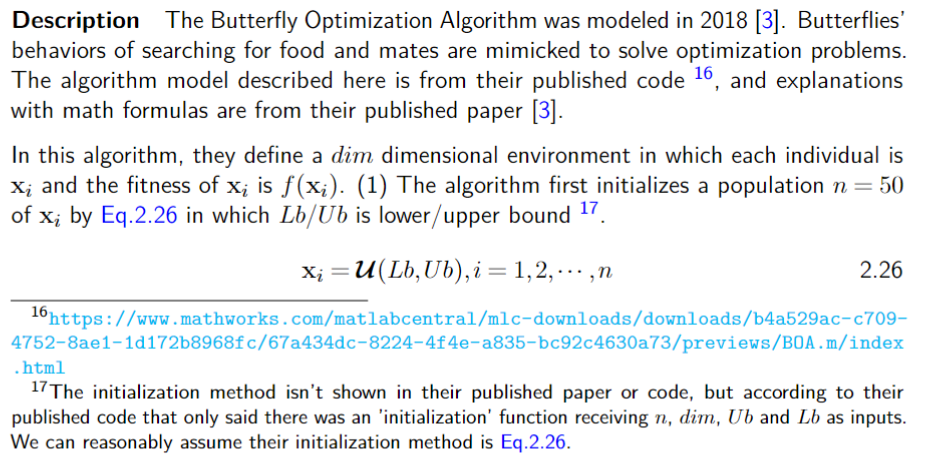 Description The Butterfly Optimization Algorithm was modeled in 2018 [3]. Butterflies'
behaviors of searching for food and mates are mimicked to solve optimization problems.
The algorithm model described here is from their published code 16, and explanations
with math formulas are from their published paper [3].
In this algorithm, they define a dim dimensional environment in which each individual is
xi and the fitness of xi is f(xi). (1) The algorithm first initializes a population n = 50
of xi by Eq.2.26 in which Lb/Ub is lower/upper bound 17.
xi = U(Lb,Ub),i = 1,2,⋯,n 2.26
16https://www.mathworks.com/matlabcentral/mlc-downloads/downloads/b4a529ac-c709-
4752-8ae1-1d172b8968fc/67a434dc-8224-4f4e-a835-bc92c4630a73/previews/BOA.m/index
.html
17The initialization method isn't shown in their published paper or code, but according to their
published code that only said there was an 'initialization' function receiving n, dim, Ub and Lb as inputs.
We can reasonably assume their initialization method is Eq.2.26.